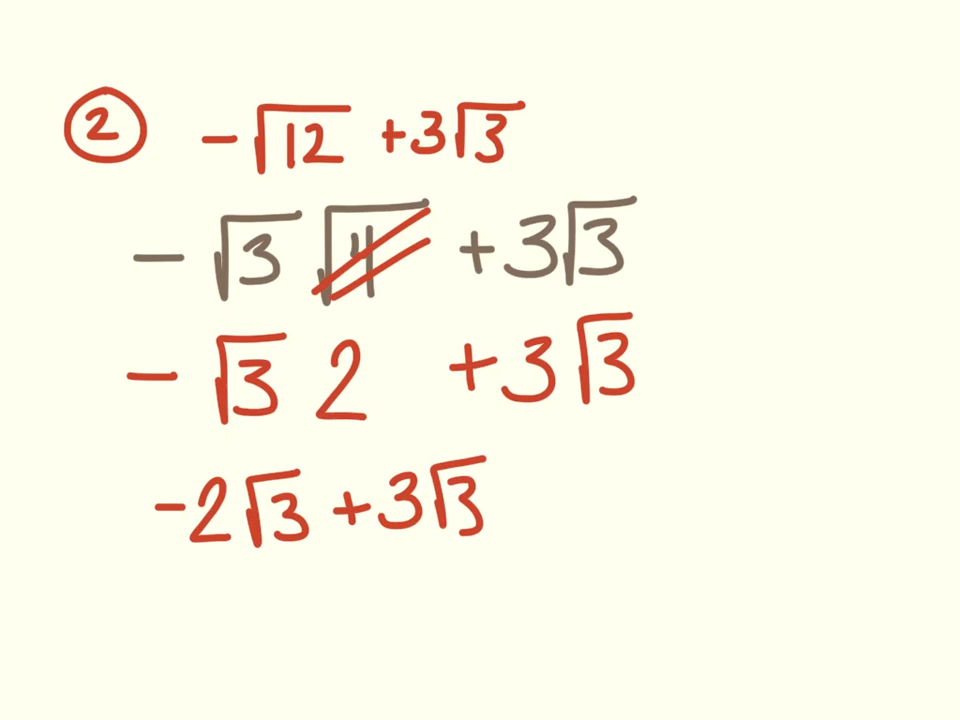 ② -√12 +3√3
- √3 √4 +3√3
- √3 2 +3√3
-2√3 +3√3